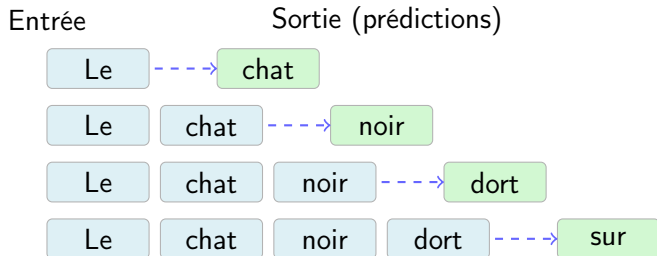 Entrée Sortie (prédictions)
Le chat
Le chat noir
Le chat noir dort
Le chat noir dort sur